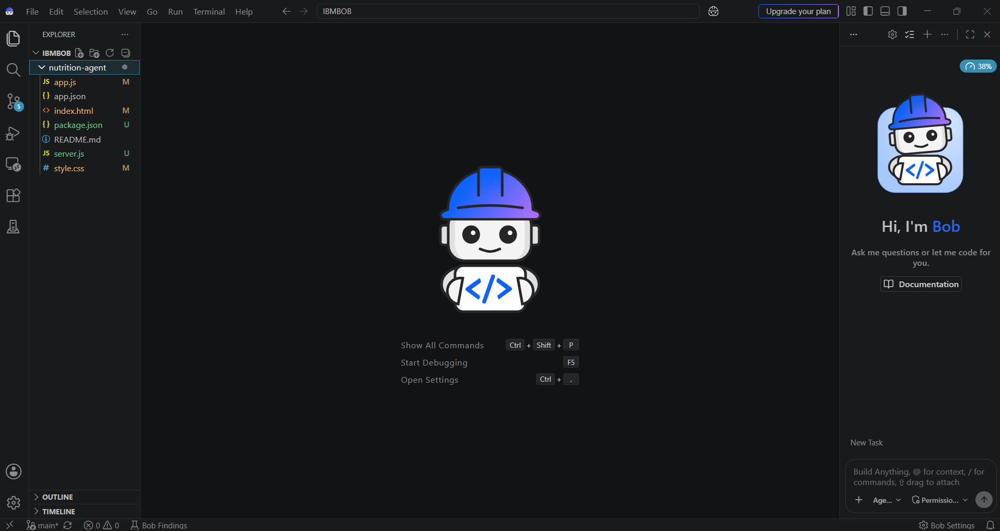 File Edit Selection View Go Run Terminal Help
IBMBOB
Upgrade your plan
EXPLORER
IBMBOB
nutrition-agent
JS app.js M
{} app.json
<> index.html M
{} package.json U
README.md
JS server.js U
# style.css M
OUTLINE
TIMELINE
5
</>
Show All Commands Ctrl + Shift + P
Start Debugging F5
Open Settings Ctrl + ,
38%
</>
Hi, I'm Bob
Ask me questions or let me code for
you.
Documentation
New Task
Build Anything, @ for context, / for
commands, ⇧ drag to attach
Age... Permissio...
main* 0 0 Bob Findings
Bob Settings